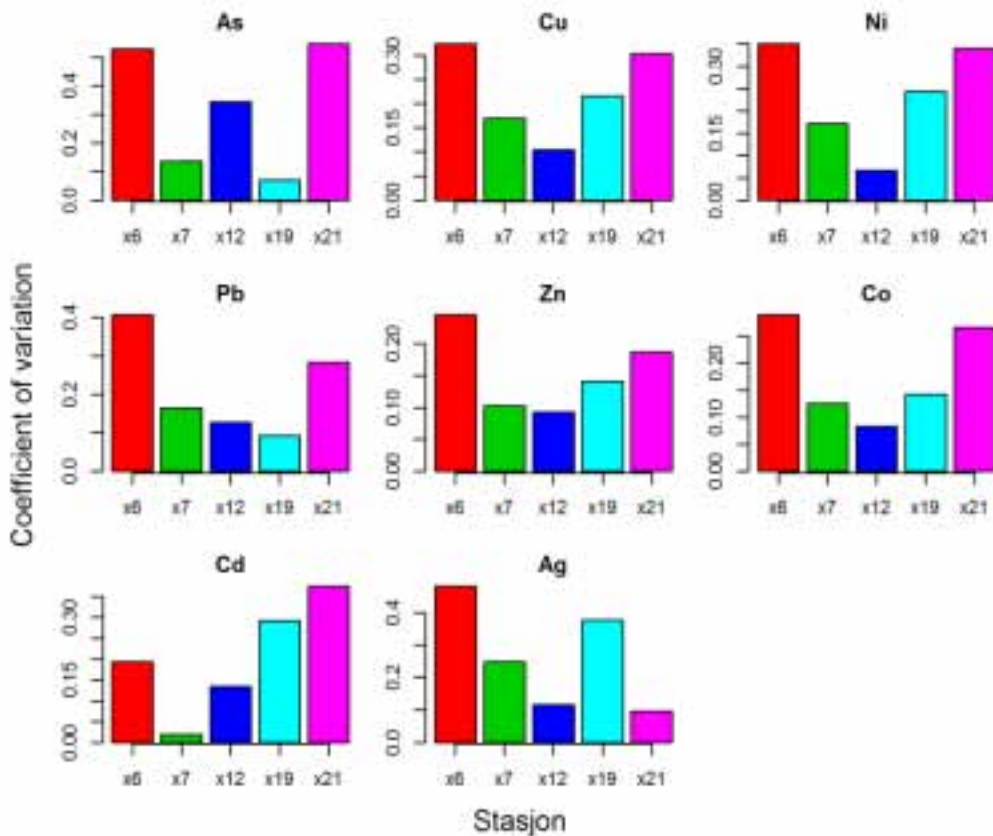 As
Cu
Ni
0.4
0.2
0.0
0.30
0.15
0.00
0.30
0.15
0.00
x6 x7 x12 x19 x21
x6 x7 x12 x19 x21
x6 x7 x12 x19 x21
Coefficient of variation
Pb
Zn
Co
0.4
0.2
0.0
0.20
0.10
0.00
0.20
0.10
0.00
x6 x7 x12 x19 x21
x6 x7 x12 x19 x21
x6 x7 x12 x19 x21
Cd
Ag
0.30
0.15
0.00
0.4
0.2
0.0
x6 x7 x12 x19 x21
x6 x7 x12 x19 x21
Stasjon